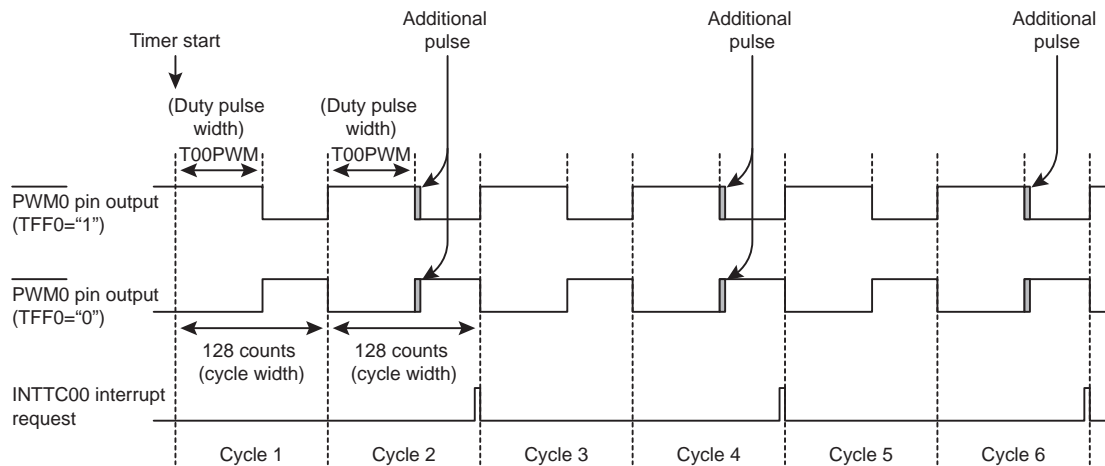 Additional
pulse
Additional
pulse
Additional
pulse
Timer start
(Duty pulse
width)
T00PWM
(Duty pulse
width)
T00PWM
PWM0 pin output
(TFF0=“1”)
PWM0 pin output
(TFF0=“0”)
128 counts
(cycle width)
128 counts
(cycle width)
INTTC00 interrupt
request
Cycle 1
Cycle 2
Cycle 3
Cycle 4
Cycle 5
Cycle 6